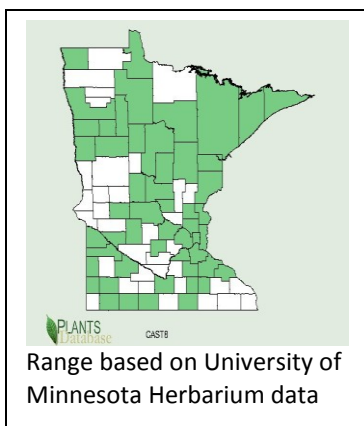 PLANTS
Database
CAST8
Range based on University of
Minnesota Herbarium data